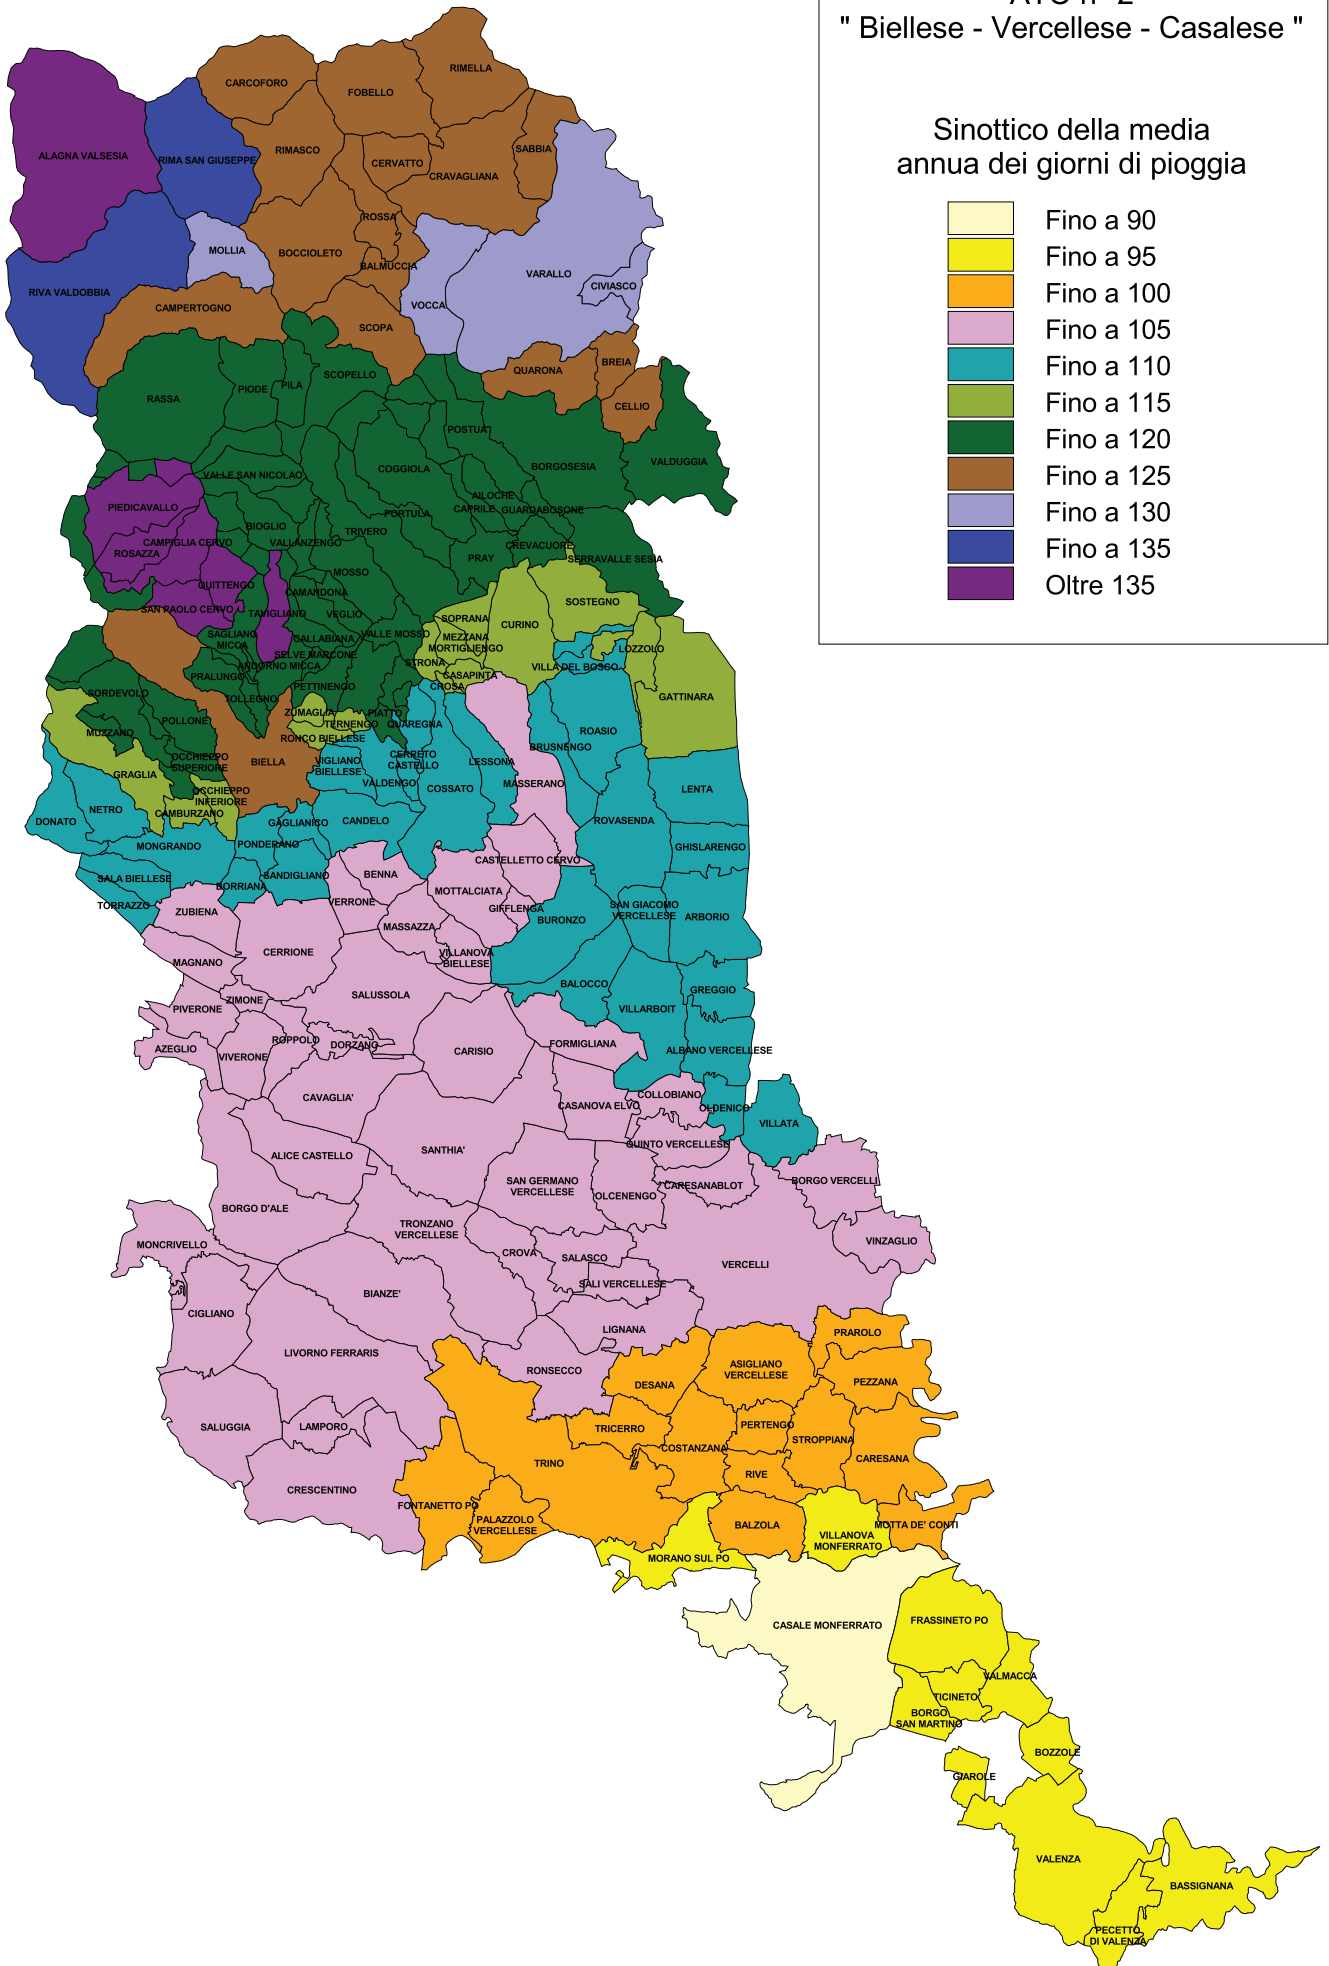 " Biellese - Vercellese - Casalese "
Sinottico della media
annua dei giorni di pioggia
Fino a 90
Fino a 95
Fino a 100
Fino a 105
Fino a 110
Fino a 115
Fino a 120
Fino a 125
Fino a 130
Fino a 135
Oltre 135
RIMELLA
CARCOFORO
FOBELLO
ALAGNA VALSESIA
RIMA SAN GIUSEPPE
RIMASCO
CERVATTO
SABBIA
CRAVAGLIANA
ROSSA
MOLLIA
BOCCIOLETO
BALMUCCIA
VARALLO
CIVIASCO
RIVA VALDOBBIA
CAMPERTOGNO
VOCCA
SCOPA
BREIA
QUARONA
SCOPELLO
PIODE
PILA
RASSA
CELLIO
POSTUA
VALDUGGIA
BORGOSESIA
COGGIOLA
VALLE SAN NICOLAO
AILOCHE
PIEDICAVALLO
CAPRILE
GUARDABOSONE
PORTULA
BIOGLIO
TRIVERO
CAMPIGLIA CERVO
VALLANZENGO
CREVACUORE
ROSAZZA
PRAY
SERRAVALLE SESIA
MOSSO
QUITTENGO
CAMANDONA
SOSTEGNO
SAN PAOLO CERVO
TAVIGLIANO
VEGLIO
SOPRANA
CURINO
SAGLIANO
MICCA
CALLABIANA
VALLE MOSSO
MEZZANA
MORTIGLIENGO
LOZZOLO
SELVE MARCONE
ANDORNO MICCA
STRONA
VILLA DEL BOSCO
PRALUNGO
CASAPINTA
CROSA
PETTINENGO
SORDEVOLO
TOLLEGNO
GATTINARA
ZUMAGLIA
PIATTO
POLLONE
TERNENGO
QUAREGNA
MUZZANO
RONCO BIELLESE
ROASIO
BRUSNENGO
OCCHIEPPO
SUPERIORE
BIELLA
VIGLIANO
BIELLESE
CERRETO
CASTELLO
LESSONA
GRAGLIA
VALDENGO
MASSERANO
COSSATO
LENTA
OCCHIEPPO
INFERIORE
NETRO
CAMBURZANO
DONATO
GAGLIANICO
CANDELO
ROVASENDA
MONGRANDO
PONDERANO
GHISLARENGO
CASTELLETTO CERVO
SALA BIELLESE
SANDIGLIANO
BENNA
BORRIANA
MOTTALCIATA
TORRAZZO
ZUBIENA
VERRONE
GIFFLENGA
SAN GIACOMO
VERCELLESE
ARBORIO
BURONZO
MASSAZZA
CERRIONE
VILLANOVA
BIELLESE
MAGNANO
BALOCCO
GREGGIO
SALUSSOLA
ZIMONE
PIVERONE
VILLARBOIT
ROPPOLO
DORZANO
FORMIGLIANA
AZEGLIO
VIVERONE
CARISIO
ALBANO VERCELLESE
CAVAGLIA'
COLLOBIANO
CASANOVA ELVO
OLDENICO
VILLATA
QUINTO VERCELLESE
SANTHIA'
ALICE CASTELLO
SAN GERMANO
VERCELLESE
OLCENENGO
CARESANABLOT
BORGO VERCELLI
BORGO D'ALE
TRONZANO
VERCELLESE
MONCRIVELLO
VINZAGLIO
CROVA
SALASCO
VERCELLI
SALI VERCELLESE
BIANZE'
CIGLIANO
LIGNANA
PRAROLO
LIVORNO FERRARIS
RONSECCO
ASIGLIANO
VERCELLESE
DESANA
PEZZANA
SALUGGIA
LAMPORO
TRICERRO
PERTENGO
STROPPIANA
COSTANZANA
CARESANA
TRINO
RIVE
CRESCENTINO
FONTANETTO PO
PALAZZOLO
VERCELLESE
BALZOLA
MOTTA DE' CONTI
VILLANOVA
MONFERRATO
MORANO SUL PO
CASALE MONFERRATO
FRASSINETO PO
VALMACCA
TICINETO
BORGO
SAN MARTINO
BOZZOLE
GIAROLE
VALENZA
BASSIGNANA
PECETTO
DI VALENZA